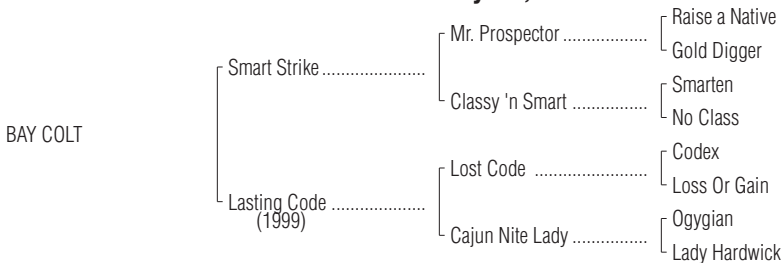 Raise a Native
Mr. Prospector ...................
Gold Digger
Smart Strike.......................
Smarten
Classy 'n Smart .................
No Class
BAY COLT
Codex
Lost Code .........................
Loss Or Gain
Lasting Code .....................
(1999)
Ogygian
Cajun Nite Lady .................
Lady Hardwick